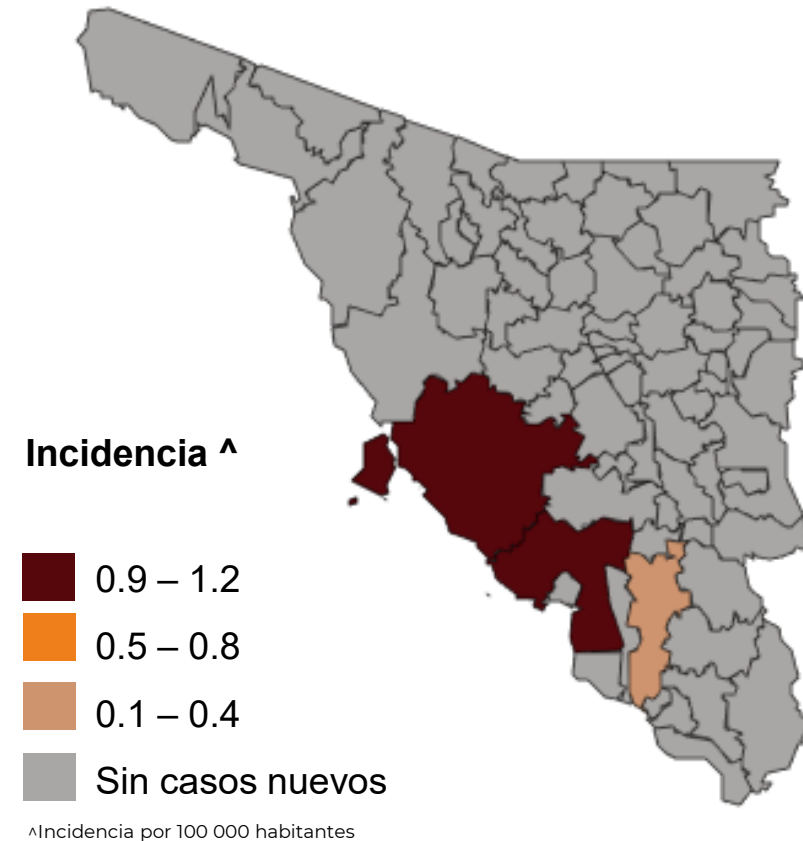 Incidencia ^
0.9 – 1.2
0.5 – 0.8
0.1 – 0.4
Sin casos nuevos
^Incidencia por 100 000 habitantes